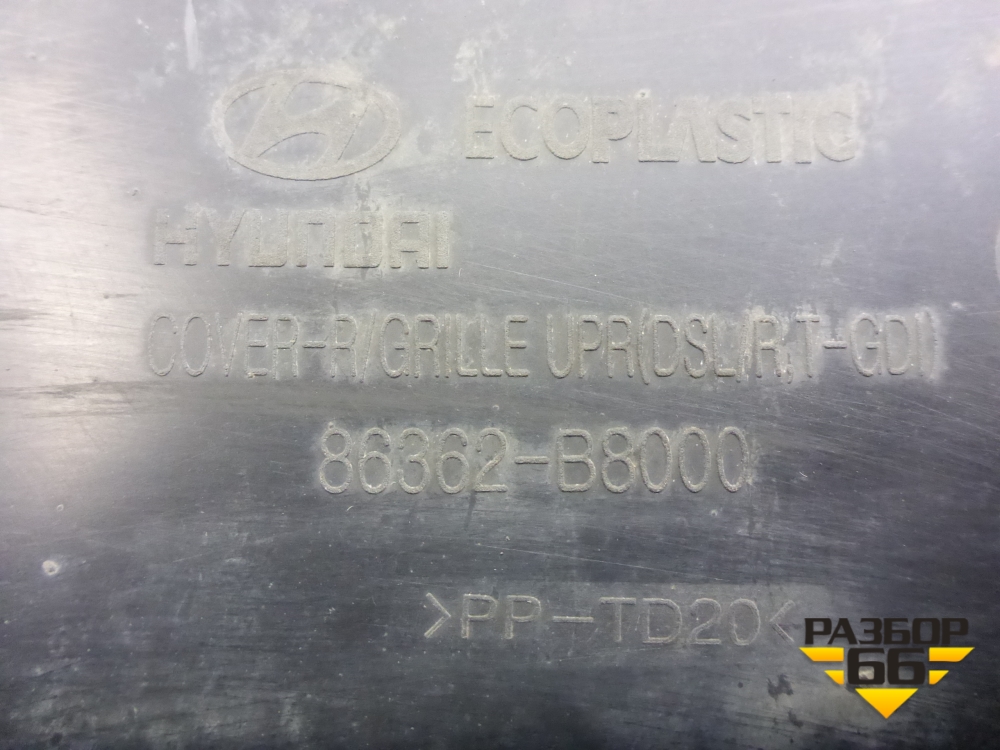 ECOPLASTIC
HYUNDAI
COVER-R/GRILLE UPR(DSL/R,T-GDI)
86362-B8000
>PP-TD20<
РАЗБОР
66